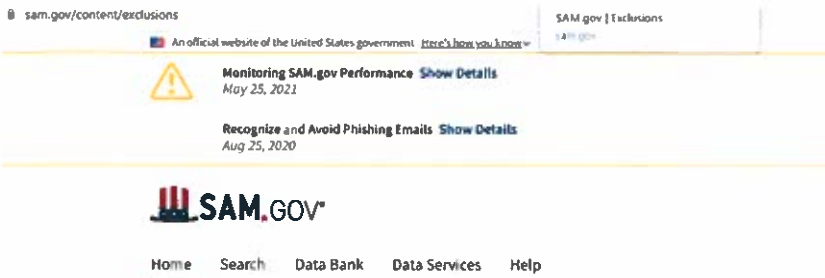 sam.gov/content/exclusions
SAM.gov | Exclusions
sam.gov
An official website of the United States government Here's how you know
Monitoring SAM.gov Performance Show Details
May 25, 2021
Recognize and Avoid Phishing Emails Show Details
Aug 25, 2020
SAM.GOV
Home Search Data Bank Data Services Help